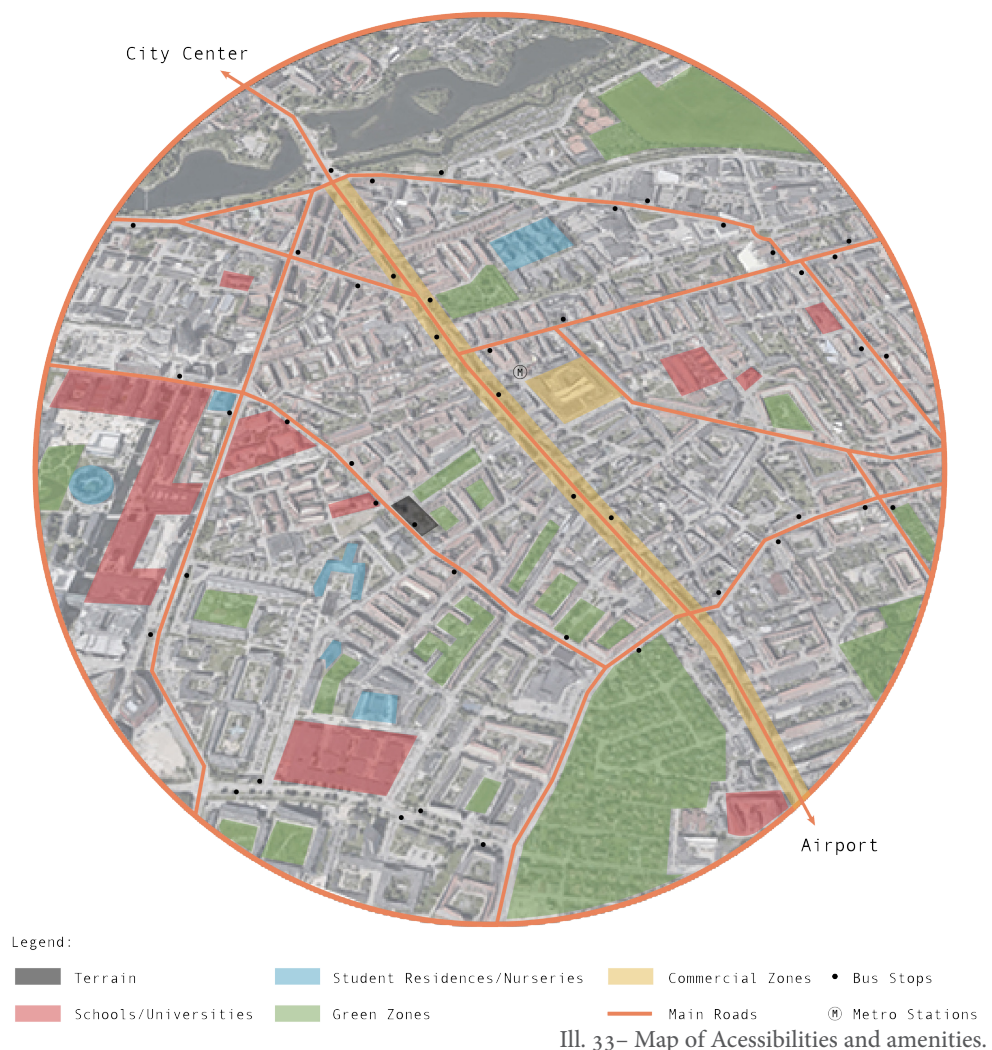 City Center
M
Airport
Legend:
Terrain
Student Residences/Nurseries
Commercial Zones
Bus Stops
Schools/Universities
Green Zones
Main Roads
M Metro Stations
Ill. 33– Map of Acessibilities and amenities.